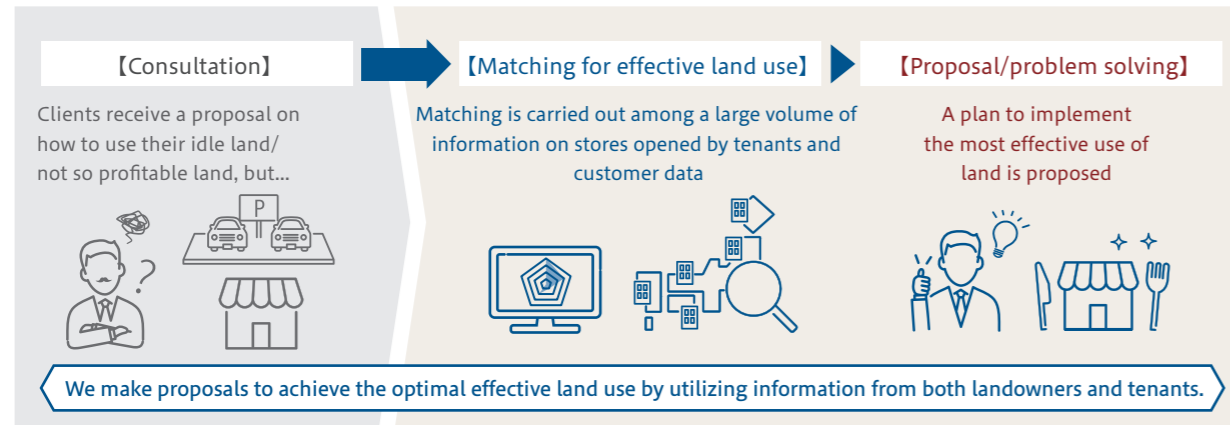 【Consultation】
Clients receive a proposal on
how to use their idle land/
not so profitable land, but...
P
?
【Matching for effective land use】
Matching is carried out among a large volume of
information on stores opened by tenants and
customer data
【Proposal/problem solving】
A plan to implement
the most effective use of
land is proposed
We make proposals to achieve the optimal effective land use by utilizing information from both landowners and tenants.